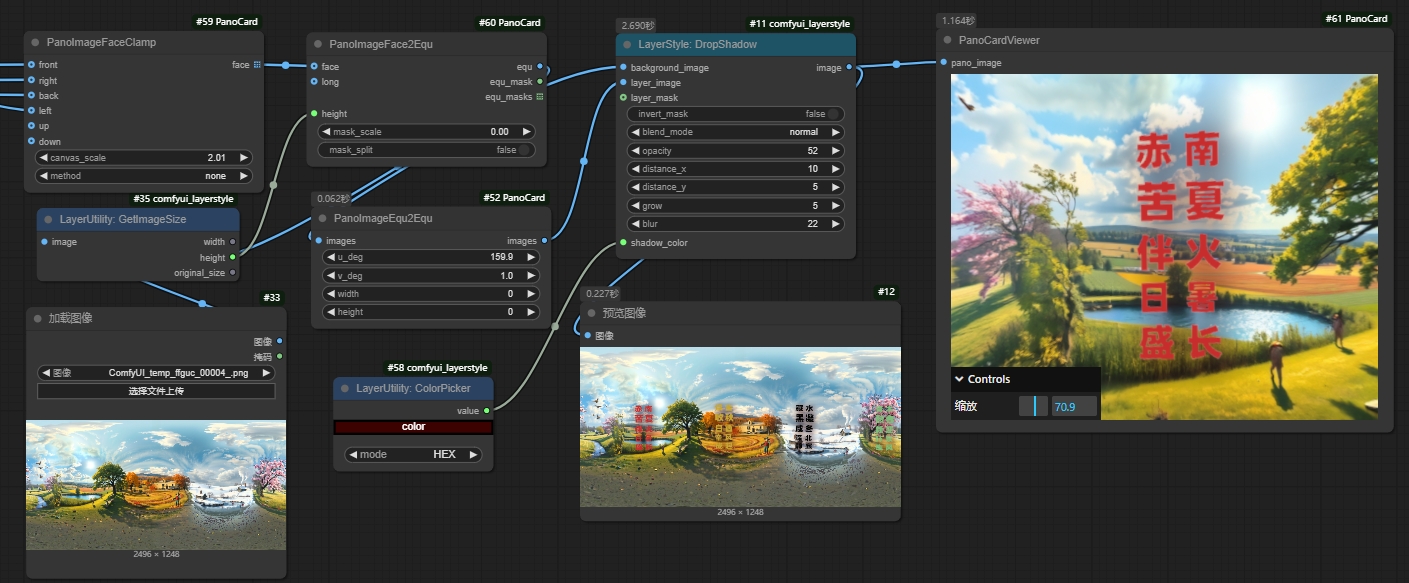 #59 PanoCard
PanoImageFaceClamp
front
face
right
back
left
up
down
canvas_scale 2.01
method none
#35 comfyui_layerstyle
LayerUtility: GetImageSize
image
width
height
original_size
#33
加载图像
图像
掩码
图像 ComfyUI_temp_ffguc_00004_.png
选择文件上传
2496 × 1248
#60 PanoCard
PanoImageFace2Equ
face
equ
long
equ_mask
equ_masks
height
mask_scale 0.00
mask_split false
0.062秒
#52 PanoCard
PanoImageEqu2Equ
images
images
u_deg 159.9
v_deg 1.0
width 0
height 0
#58 comfyui_layerstyle
LayerUtility: ColorPicker
value
color
mode HEX
2.690秒
#11 comfyui_layerstyle
LayerStyle: DropShadow
background_image
image
layer_image
layer_mask
invert_mask false
blend_mode normal
opacity 52
distance_x 10
distance_y 5
grow 5
blur 22
shadow_color
0.227秒
#12
预览图像
图像
2496 × 1248
1.164秒
#61 PanoCard
PanoCardViewer
pano_image
南夏火暑长
赤苦伴日盛
Controls
缩放 70.9